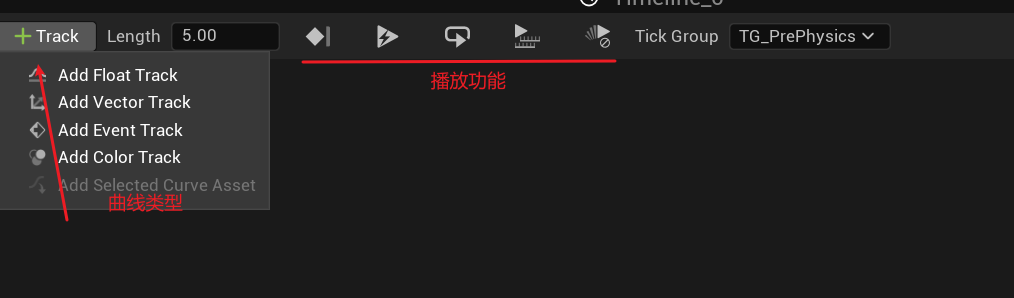 Timeline_0
Track Length 5.00 Tick Group TG_PrePhysics
播放功能
Add Float Track
Add Vector Track
Add Event Track
Add Color Track
Add Selected Curve Asset
曲线类型